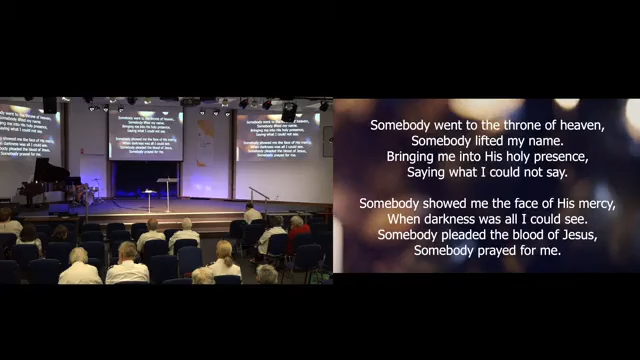 Somebody went to the throne of heaven,
Somebody lifted my name.
Bringing me into His holy presence,
Saying what I could not say.
Somebody showed me the face of His mercy,
When darkness was all I could see.
Somebody pleaded the blood of Jesus,
Somebody prayed for me.